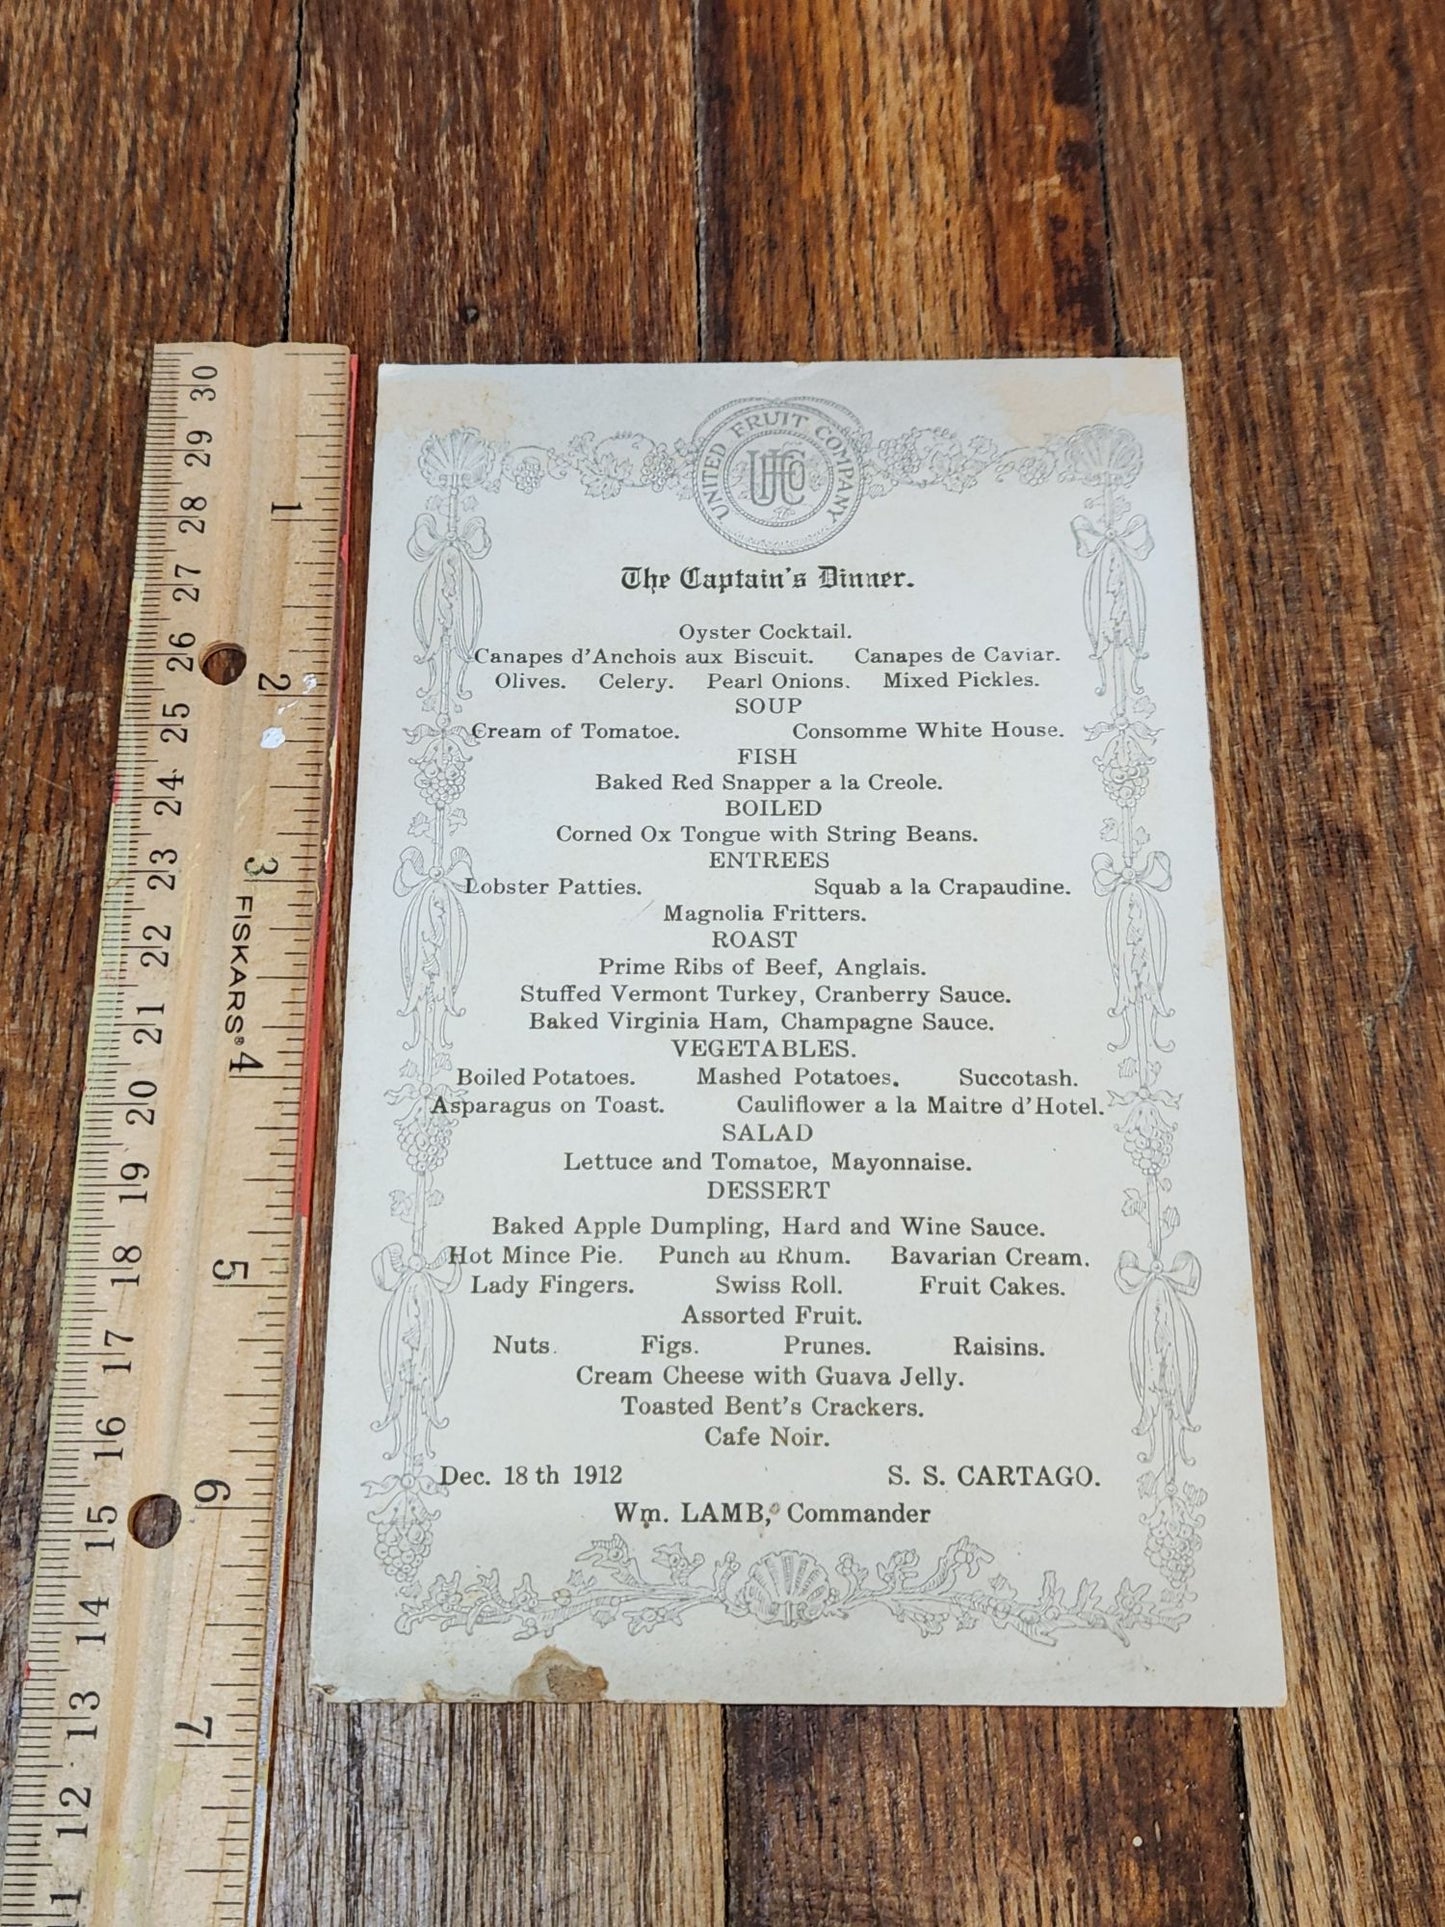 UNITED FRUIT COMPANY
UFCo
The Captain's Dinner.
Oyster Cocktail.
Canapes d'Anchois aux Biscuit. Canapes de Caviar.
Olives. Celery. Pearl Onions. Mixed Pickles.
SOUP
Cream of Tomatoe. Consomme White House.
FISH
Baked Red Snapper a la Creole.
BOILED
Corned Ox Tongue with String Beans.
ENTREES
Lobster Patties. Squab a la Crapaudine.
Magnolia Fritters.
ROAST
Prime Ribs of Beef, Anglais.
Stuffed Vermont Turkey, Cranberry Sauce.
Baked Virginia Ham, Champagne Sauce.
VEGETABLES.
Boiled Potatoes. Mashed Potatoes. Succotash.
Asparagus on Toast. Cauliflower a la Maitre d'Hotel.
SALAD
Lettuce and Tomatoe, Mayonnaise.
DESSERT
Baked Apple Dumpling, Hard and Wine Sauce.
Hot Mince Pie. Punch au Rhum. Bavarian Cream.
Lady Fingers. Swiss Roll. Fruit Cakes.
Assorted Fruit.
Nuts. Figs. Prunes. Raisins.
Cream Cheese with Guava Jelly.
Toasted Bent's Crackers.
Cafe Noir.
Dec. 18 th 1912 S. S. CARTAGO.
Wm. LAMB, Commander
30
29
28
27
26
25
24
23
22
21
20
19
18
17
16
15
14
13
12
11
1
2
3
FISKARS®
4
5
6
7